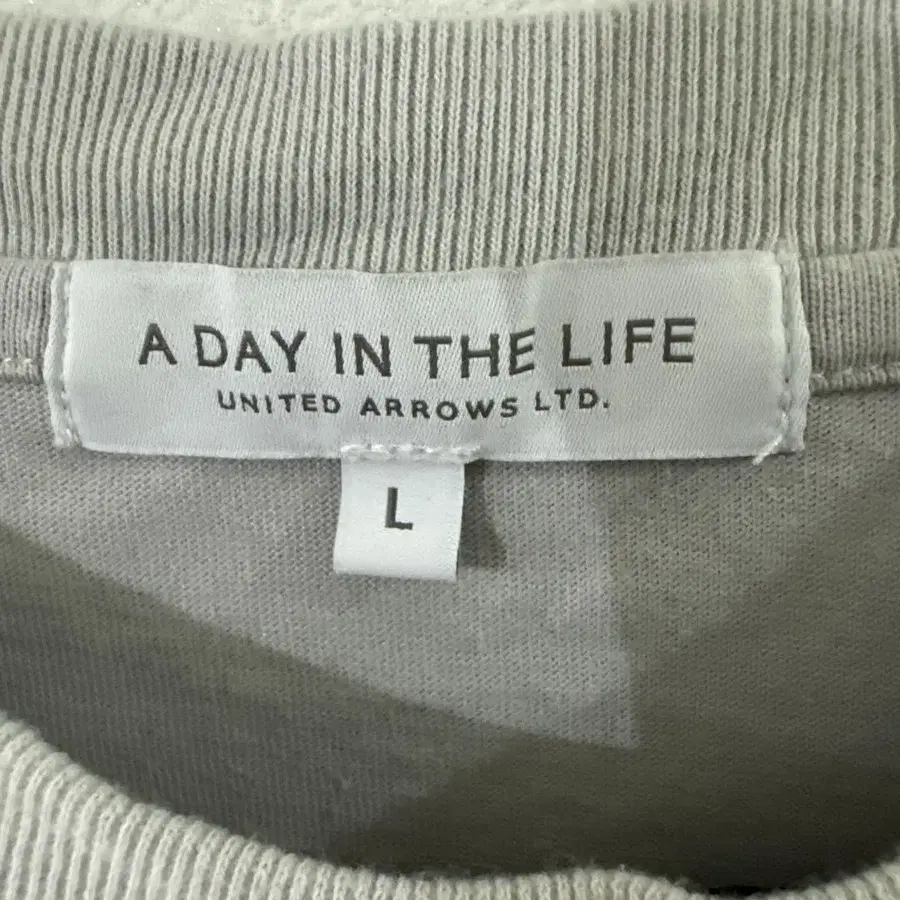 A DAY IN THE LIFE
UNITED ARROWS LTD.
L